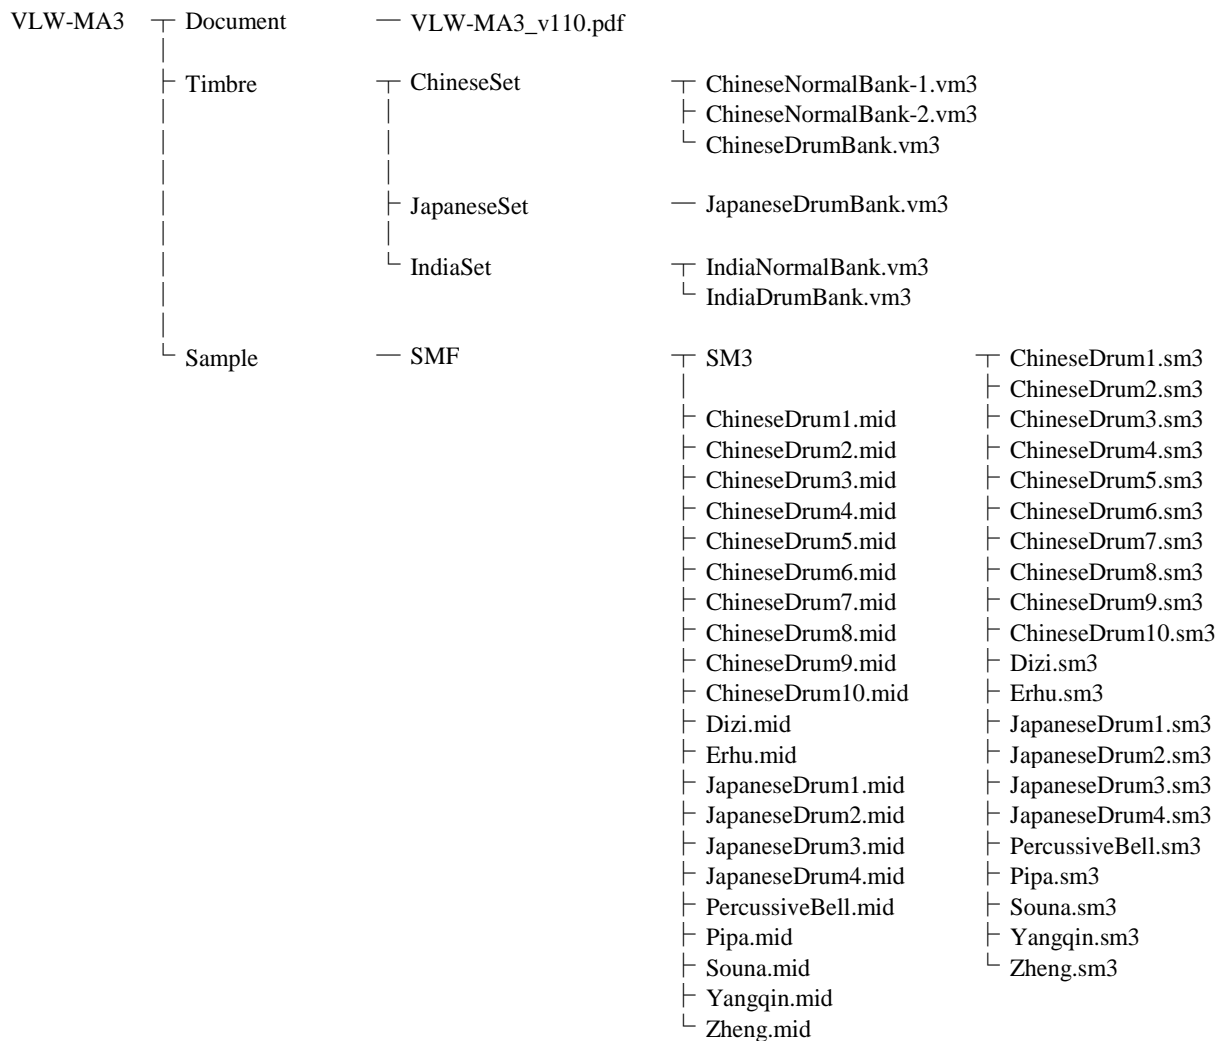 VLW-MA3 Document VLW-MA3_v110.pdf
Timbre ChineseSet ChineseNormalBank-1.vm3
ChineseNormalBank-2.vm3
ChineseDrumBank.vm3
JapaneseSet JapaneseDrumBank.vm3
IndiaSet IndiaNormalBank.vm3
IndiaDrumBank.vm3
Sample SMF SM3 ChineseDrum1.sm3
ChineseDrum2.sm3
ChineseDrum1.mid ChineseDrum3.sm3
ChineseDrum2.mid ChineseDrum4.sm3
ChineseDrum3.mid ChineseDrum5.sm3
ChineseDrum4.mid ChineseDrum6.sm3
ChineseDrum5.mid ChineseDrum7.sm3
ChineseDrum6.mid ChineseDrum8.sm3
ChineseDrum7.mid ChineseDrum9.sm3
ChineseDrum8.mid ChineseDrum10.sm3
ChineseDrum9.mid Dizi.sm3
ChineseDrum10.mid Erhu.sm3
Dizi.mid JapaneseDrum1.sm3
Erhu.mid JapaneseDrum2.sm3
JapaneseDrum1.mid JapaneseDrum3.sm3
JapaneseDrum2.mid JapaneseDrum4.sm3
JapaneseDrum3.mid PercussiveBell.sm3
JapaneseDrum4.mid Pipa.sm3
PercussiveBell.mid Souna.sm3
Pipa.mid Yangqin.sm3
Souna.mid Zheng.sm3
Yangqin.mid
Zheng.mid